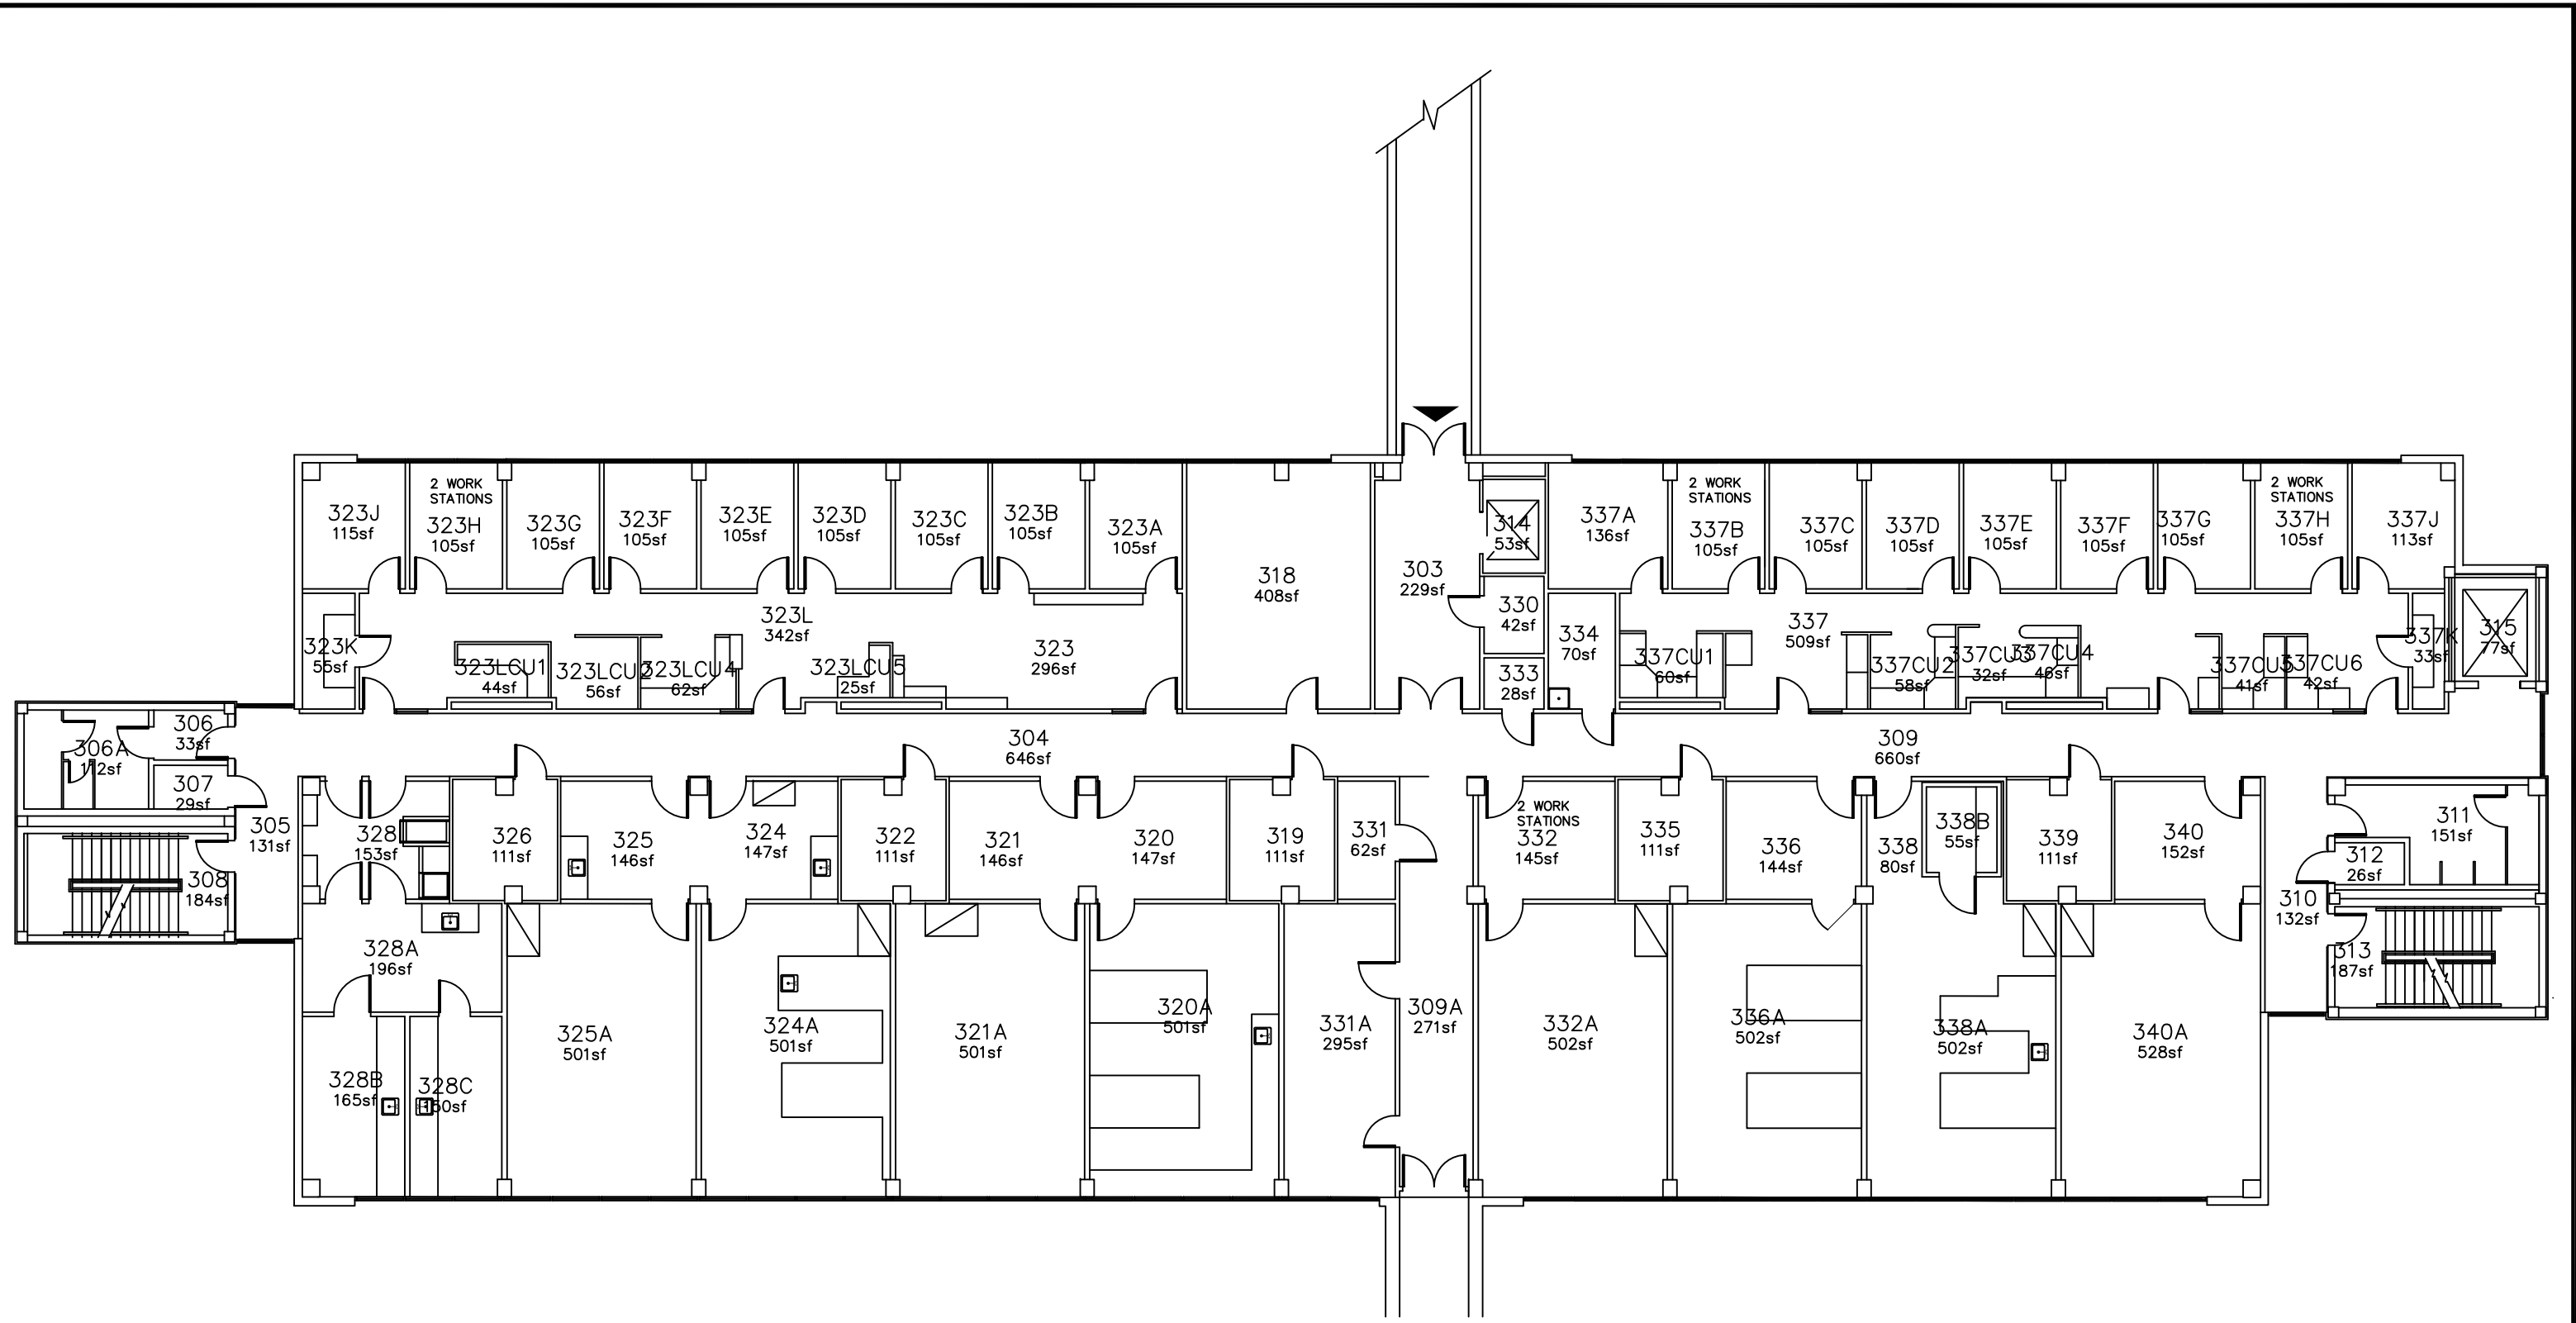 2 WORK
STATIONS
323J
115sf
323H
105sf
323G
105sf
323F
105sf
323E
105sf
323D
105sf
323C
105sf
323B
105sf
323A
105sf
318
408sf
303
229sf
314
53sf
337A
136sf
2 WORK
STATIONS
337B
105sf
337C
105sf
337D
105sf
337E
105sf
337F
105sf
337G
105sf
2 WORK
STATIONS
337H
105sf
337J
113sf
323K
55sf
323L
342sf
323
296sf
323LCU1
44sf
323LCU2
56sf
323LCU4
62sf
323LCU5
25sf
330
42sf
333
28sf
334
70sf
337
509sf
337CU1
60sf
337CU2
58sf
337CU3
32sf
337CU4
46sf
337CU5
41sf
337CU6
42sf
337K
33sf
315
77sf
306
33sf
306A
112sf
307
29sf
305
131sf
308
184sf
304
646sf
309
660sf
328
153sf
326
111sf
325
146sf
324
147sf
322
111sf
321
146sf
320
147sf
319
111sf
331
62sf
2 WORK
STATIONS
332
145sf
335
111sf
336
144sf
338
80sf
338B
55sf
339
111sf
340
152sf
311
151sf
312
26sf
310
132sf
313
187sf
328A
196sf
328B
165sf
328C
150sf
325A
501sf
324A
501sf
321A
501sf
320A
501sf
331A
295sf
309A
271sf
332A
502sf
336A
502sf
338A
502sf
340A
528sf